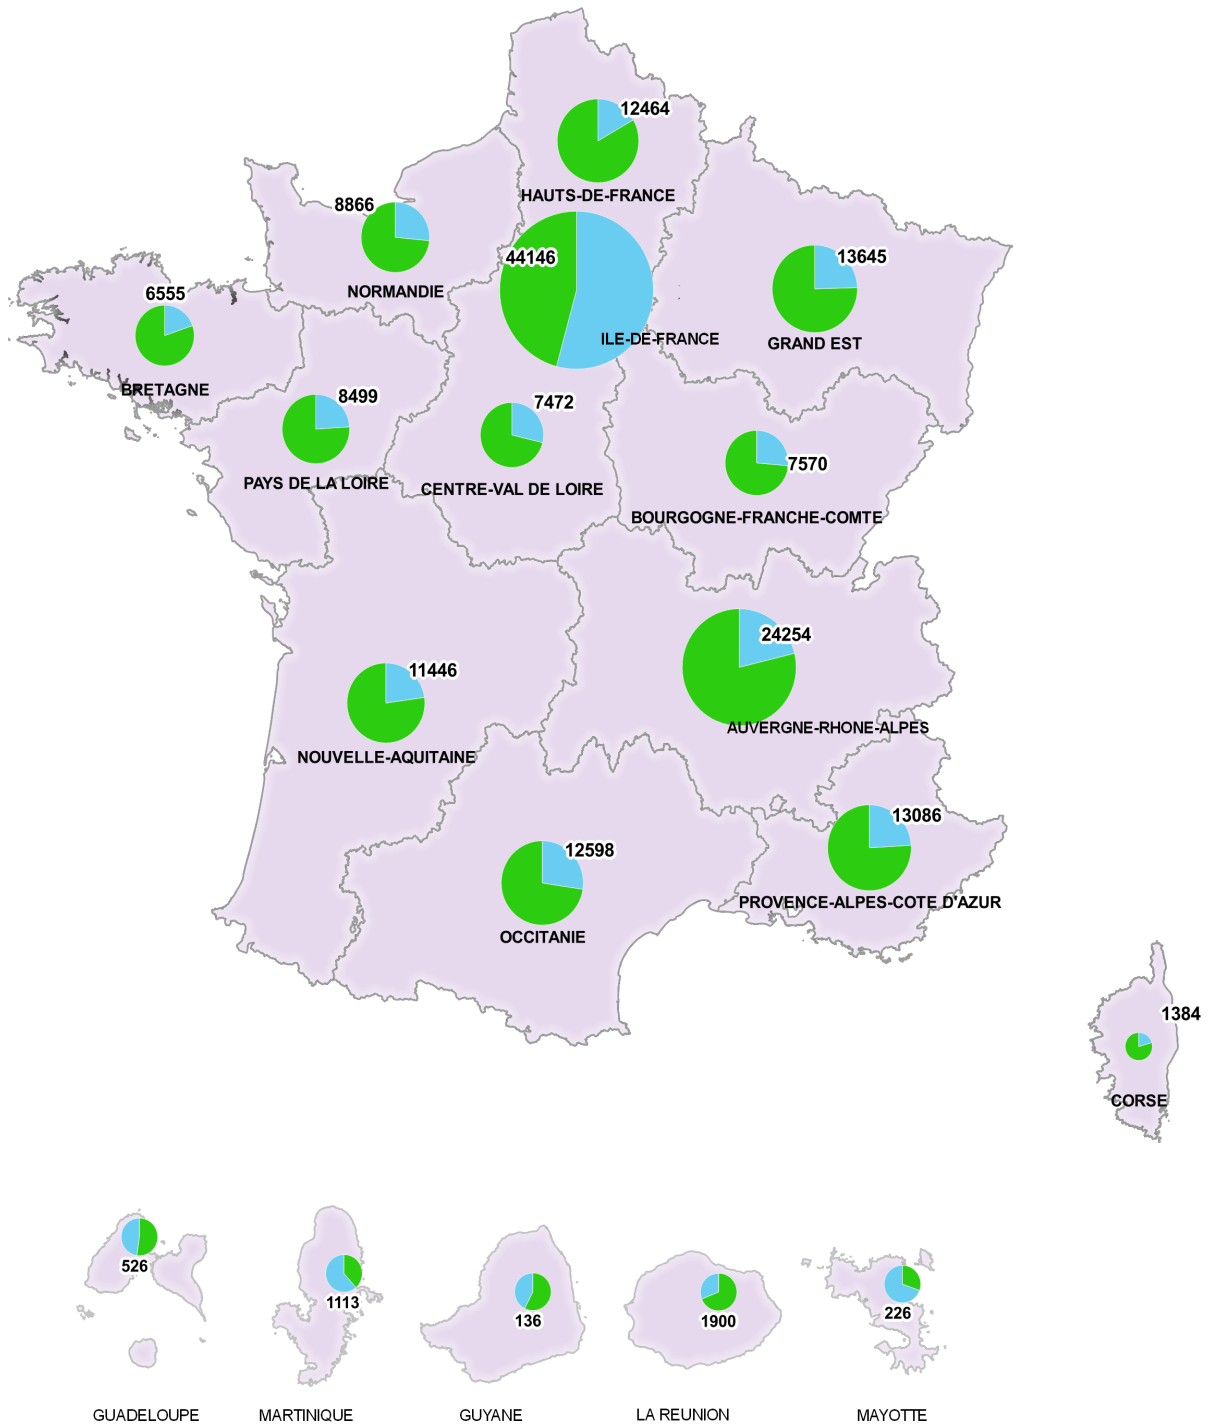 12464
HAUTS-DE-FRANCE
8866
NORMANDIE
44146
ILE-DE-FRANCE
13645
GRAND EST
6555
BRETAGNE
8499
PAYS DE LA LOIRE
7472
CENTRE-VAL DE LOIRE
7570
BOURGOGNE-FRANCHE-COMTE
24254
AUVERGNE-RHONE-ALPES
11446
NOUVELLE-AQUITAINE
13086
PROVENCE-ALPES-COTE D'AZUR
12598
OCCITANIE
1384
CORSE
526
GUADELOUPE
1113
MARTINIQUE
136
GUYANE
1900
LA REUNION
226
MAYOTTE